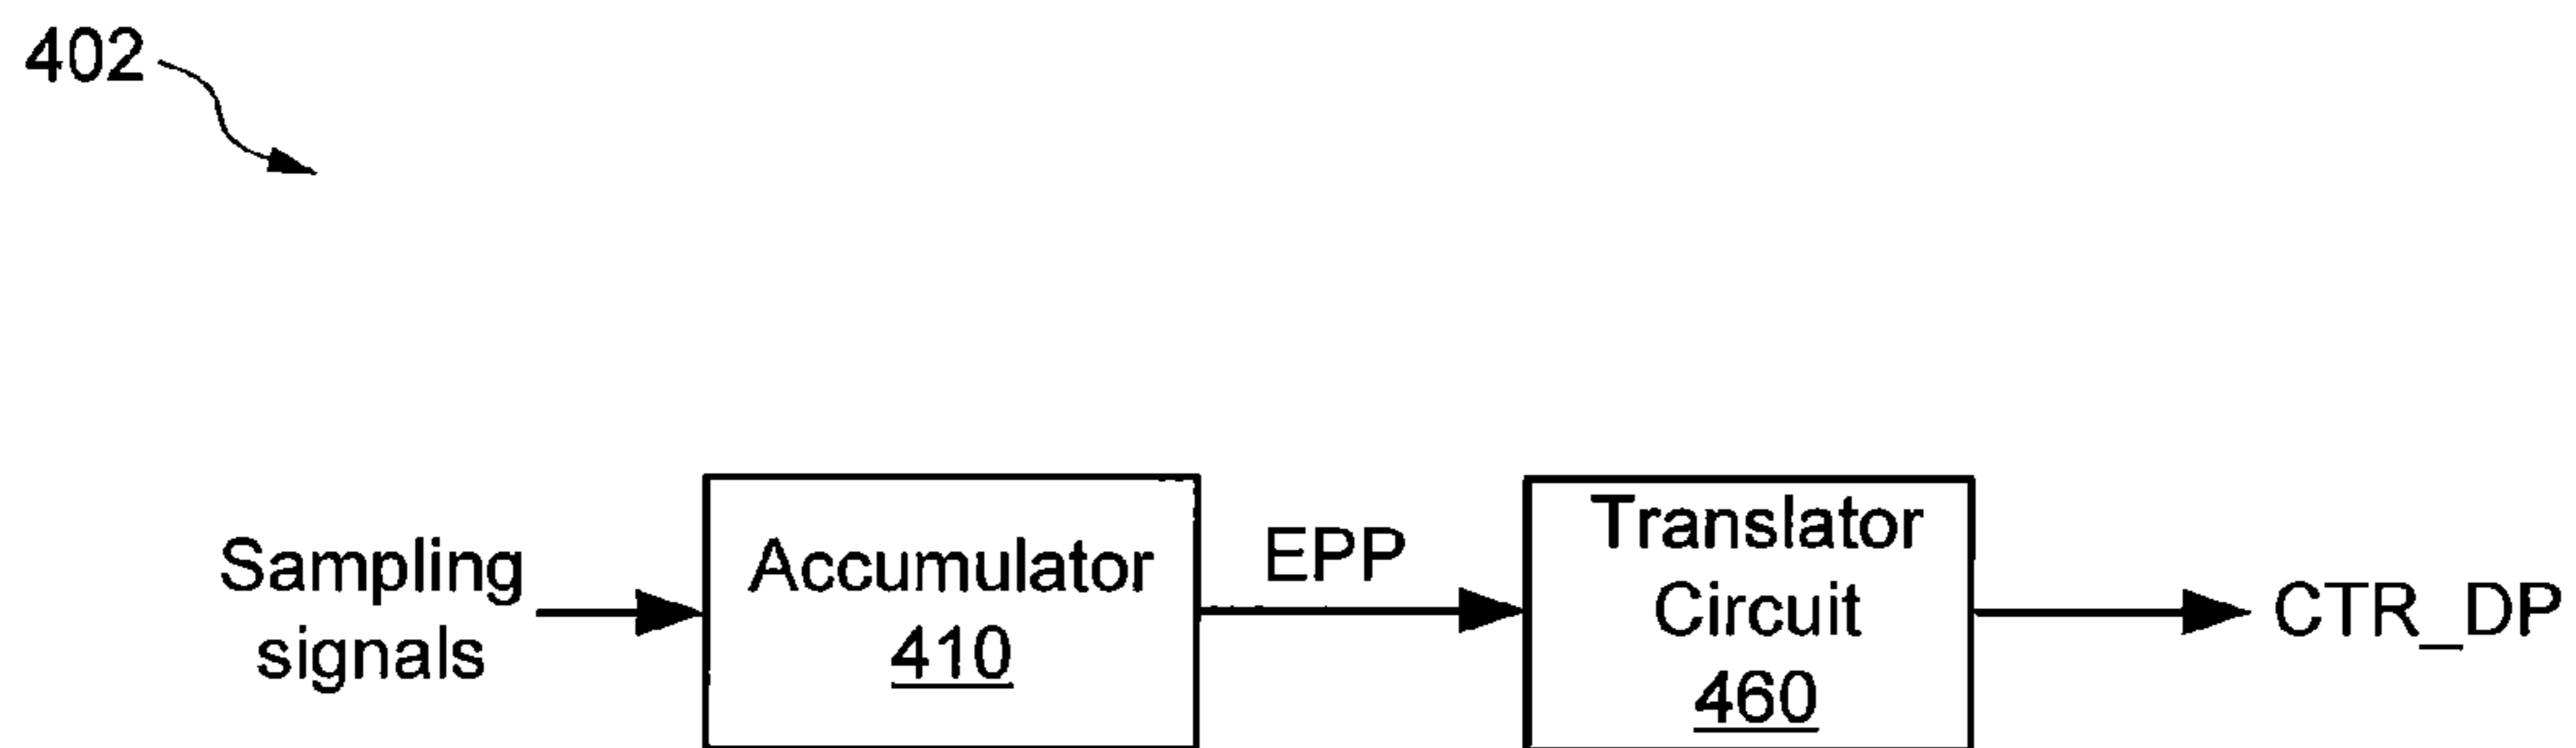 402
Sampling
signals
Accumulator
410
EPP
Translator
Circuit
460
CTR_DP